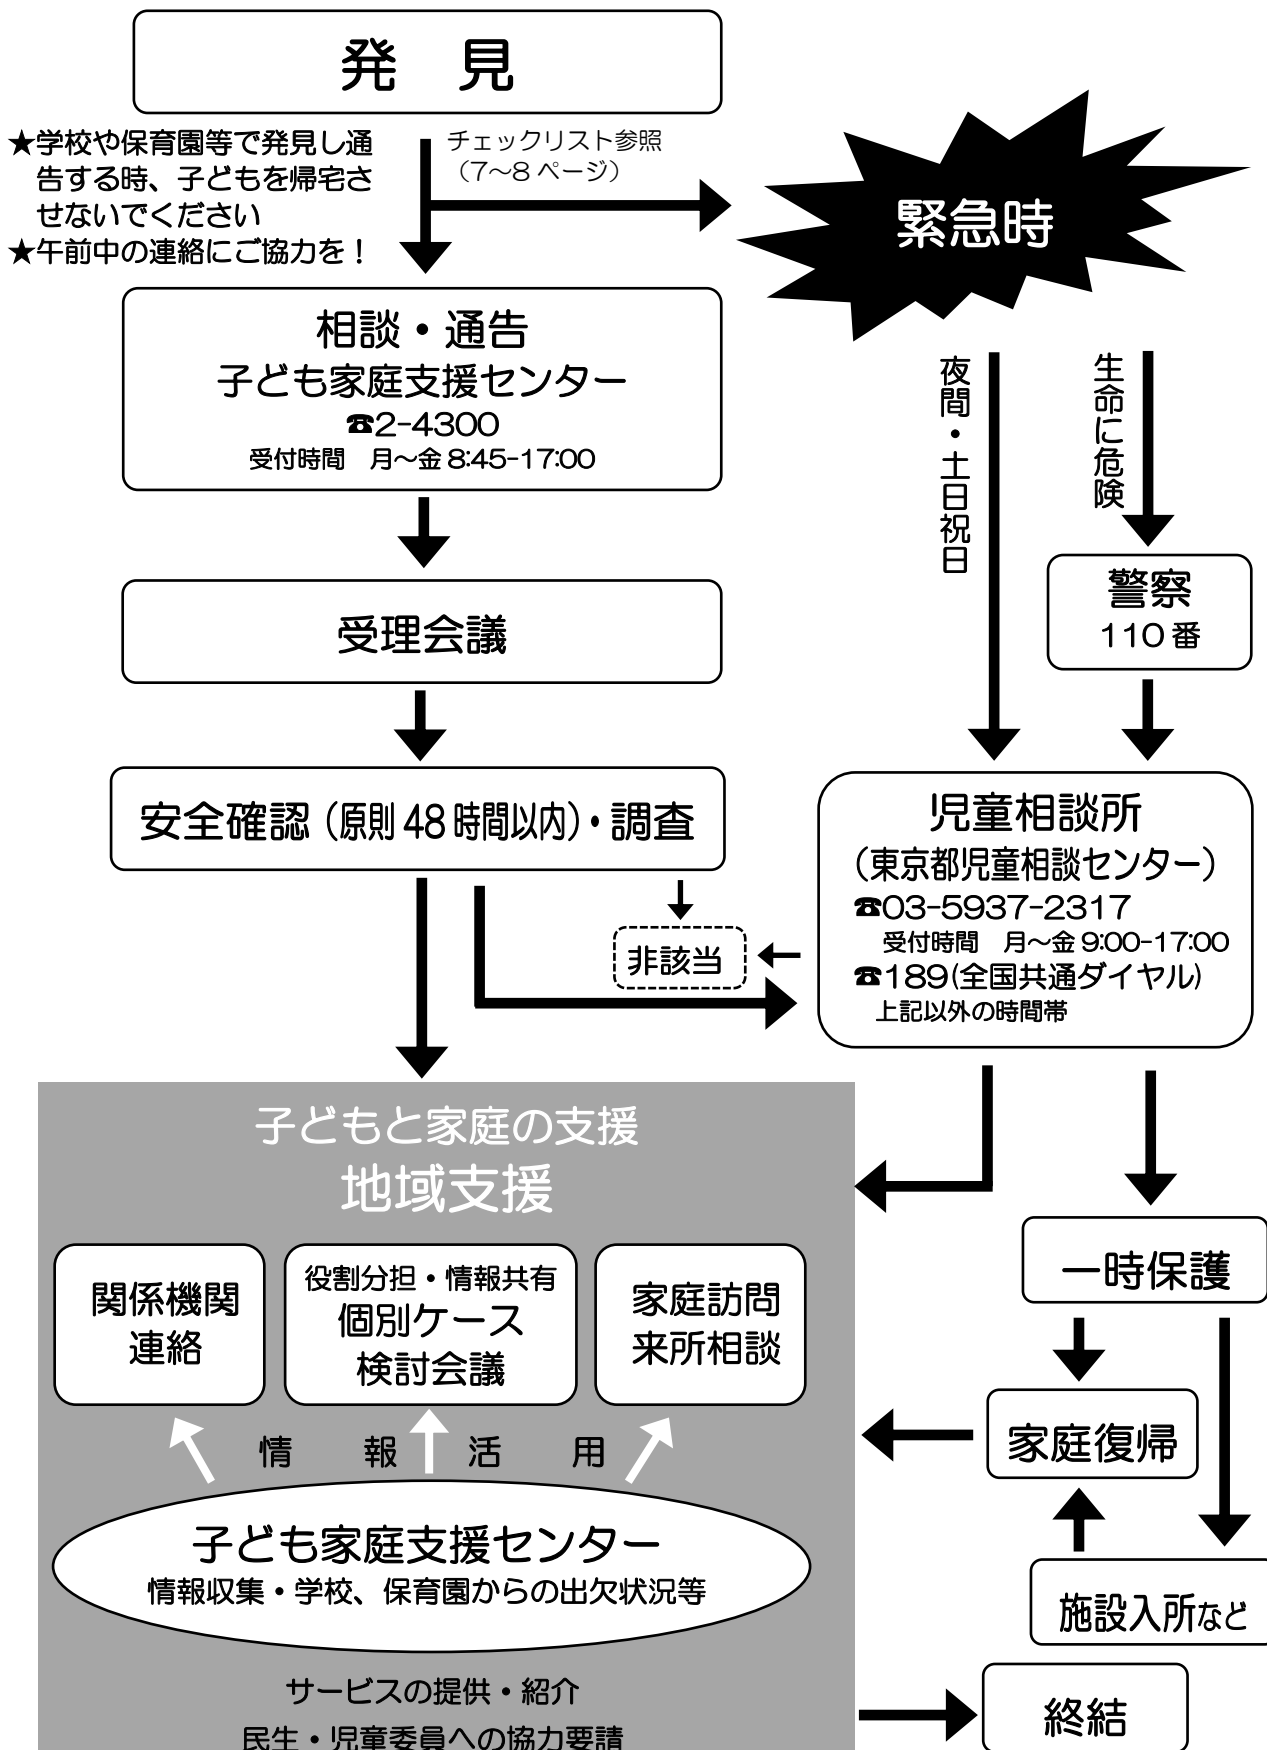 発　見
★学校や保育園等で発見し通
告する時、子どもを帰宅さ
せないでください
★午前中の連絡にご協力を！
チェックリスト参照
（7～8 ページ）
緊急時
相談・通告
子ども家庭支援センター
☎2-4300
受付時間　月～金 8:45-17:00
夜間・土日祝日
生命に危険
警察
110 番
受理会議
安全確認（原則 48 時間以内）・調査
児童相談所
（東京都児童相談センター）
☎03-5937-2317
受付時間　月～金 9:00-17:00
☎189(全国共通ダイヤル)
上記以外の時間帯
非該当
子どもと家庭の支援
地域支援
関係機関
連絡
役割分担・情報共有
個別ケース
検討会議
家庭訪問
来所相談
情　報　活　用
子ども家庭支援センター
情報収集・学校、保育園からの出欠状況等
サービスの提供・紹介
民生・児童委員への協力要請
一時保護
家庭復帰
施設入所など
終結